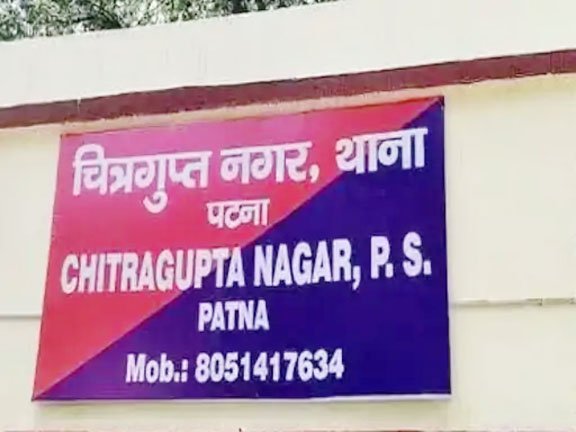 चित्रगुप्त नगर, थाना
पटना
CHITRAGUPTA NAGAR, P. S.
PATNA
Mob.: 8051417634